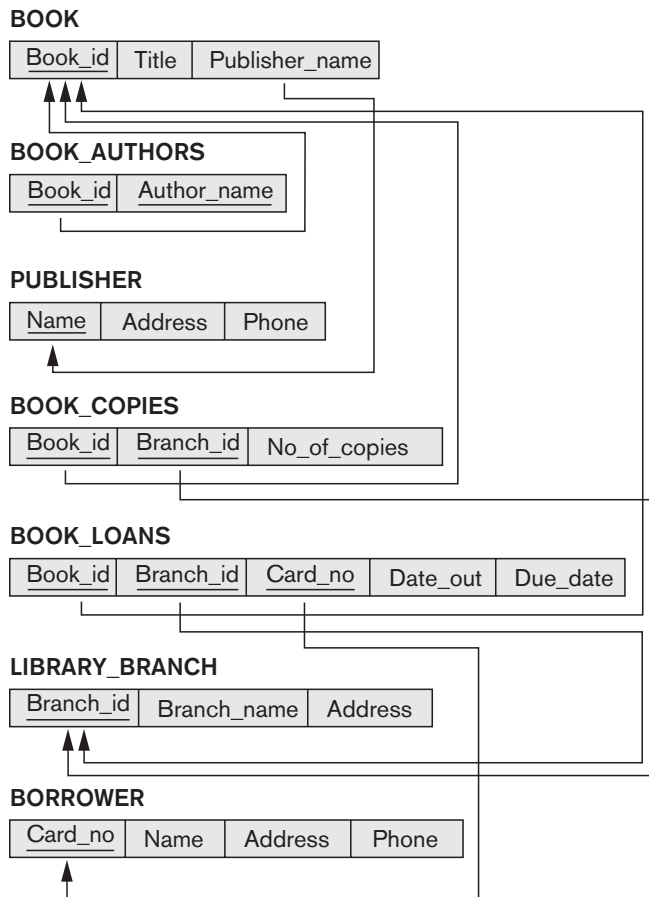 BOOK
Book_id Title Publisher_name
BOOK_AUTHORS
Book_id Author_name
PUBLISHER
Name Address Phone
BOOK_COPIES
Book_id Branch_id No_of_copies
BOOK_LOANS
Book_id Branch_id Card_no Date_out Due_date
LIBRARY_BRANCH
Branch_id Branch_name Address
BORROWER
Card_no Name Address Phone